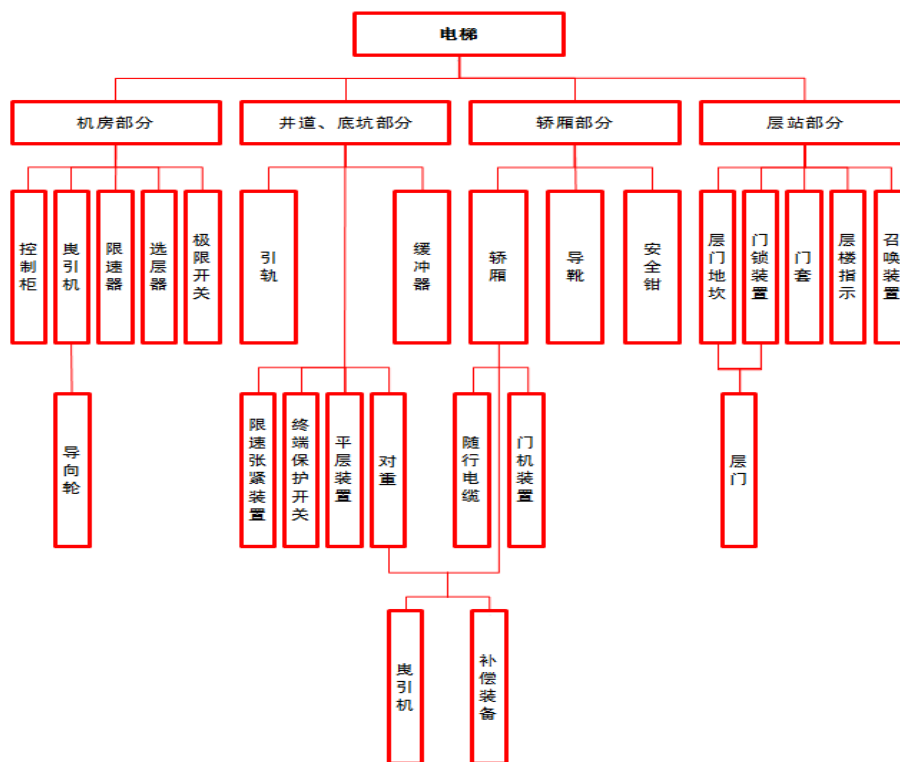 电梯
机房部分
井道、底坑部分
轿厢部分
层站部分
控制柜
曳引机
限速器
选层器
极限开关
引轨
缓冲器
轿厢
导靴
安全钳
层门地坎
门锁装置
门套
层楼指示
召唤装置
导向轮
限速张紧装置
终端保护开关
平层装置
对重
随行电缆
门机装置
层门
曳引机
补偿装备